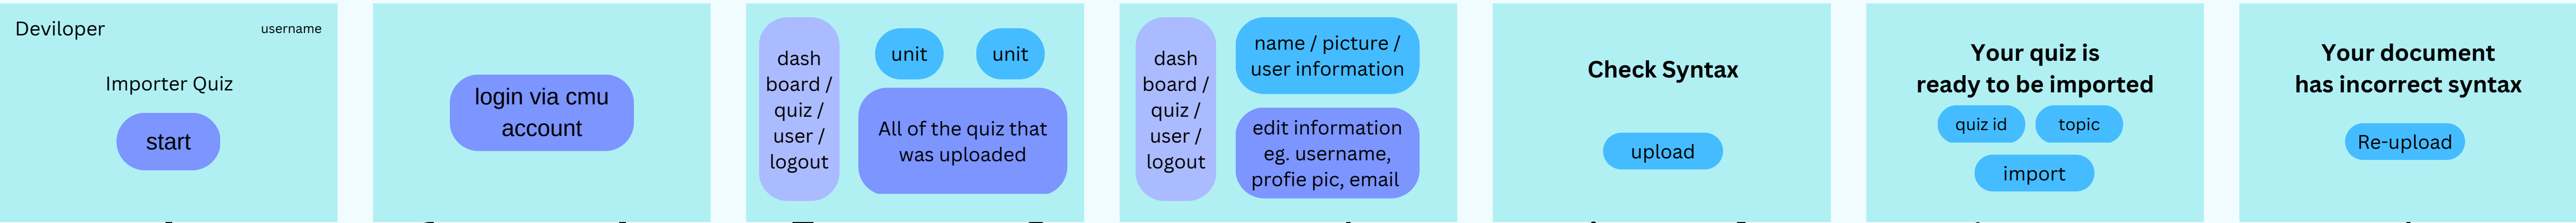 Deviloper
username
Importer Quiz
start
login via cmu
account
dash
board /
quiz /
user /
logout
unit
unit
All of the quiz that
was uploaded
dash
board /
quiz /
user /
logout
name / picture /
user information
edit information
eg. username,
profie pic, email
Check Syntax
upload
Your quiz is
ready to be imported
quiz id
topic
import
Your document
has incorrect syntax
Re-upload